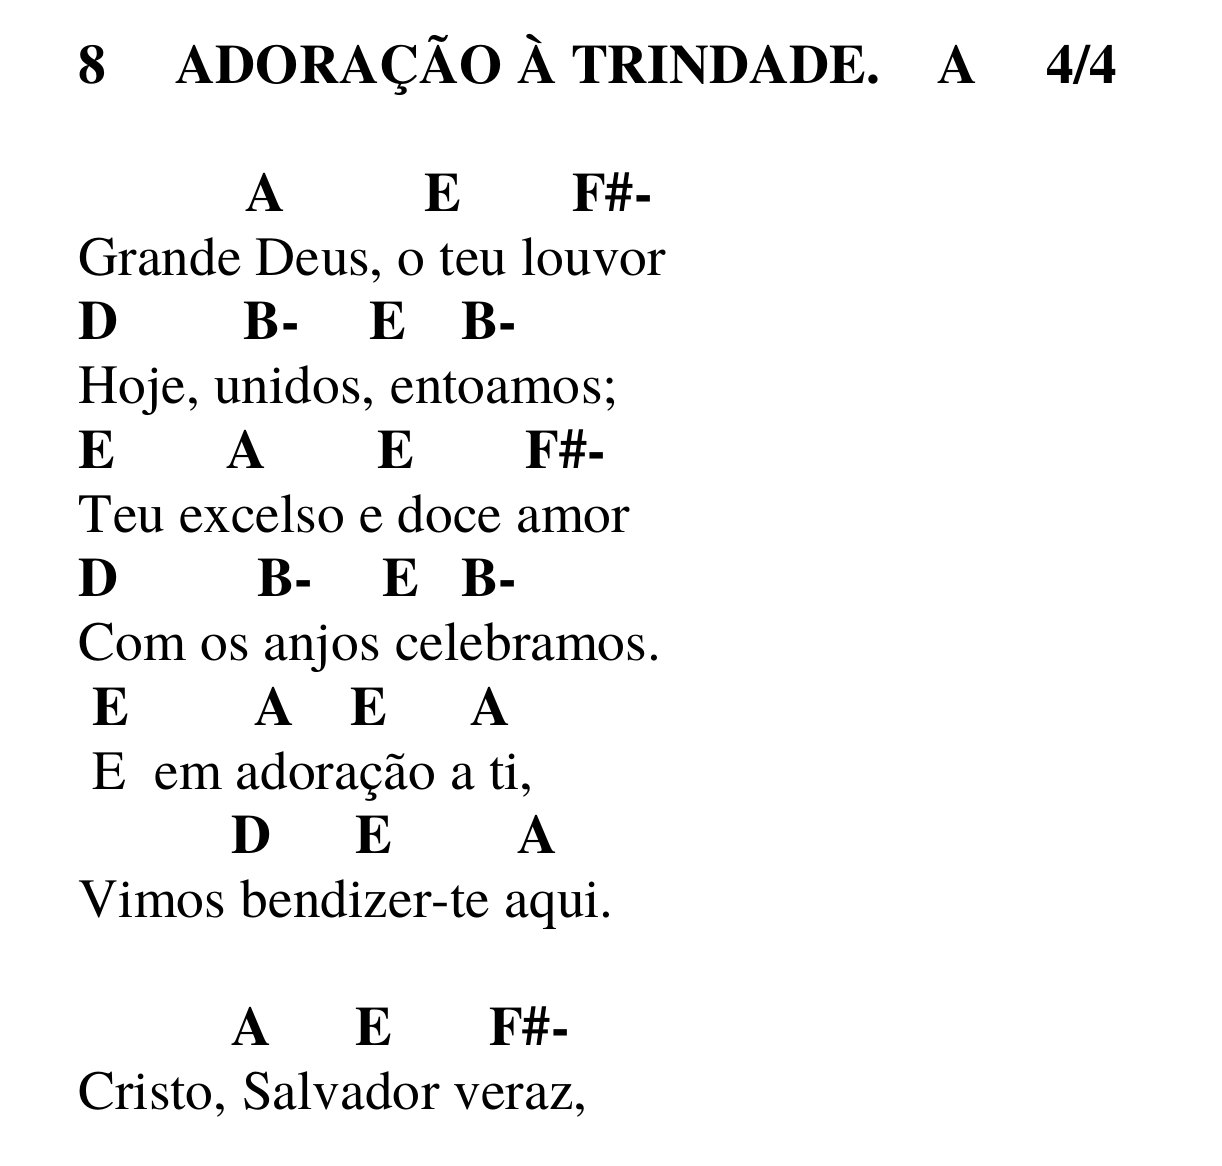 8 ADORAÇÃO À TRINDADE. A 4/4
A E F#-
Grande Deus, o teu louvor
D B- E B-
Hoje, unidos, entoamos;
E A E F#-
Teu excelso e doce amor
D B- E B-
Com os anjos celebramos.
E A E A
E em adoração a ti,
D E A
Vimos bendizer-te aqui.
A E F#-
Cristo, Salvador veraz,